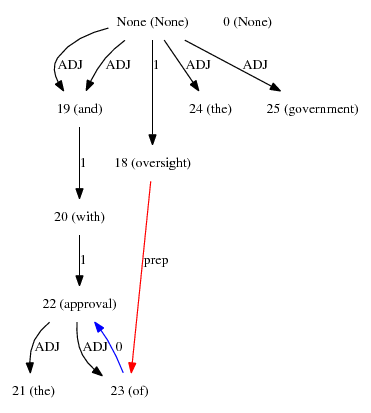 None (None) 0 (None)
ADJ ADJ 1 ADJ ADJ
19 (and) 24 (the) 25 (government)
1 18 (oversight)
20 (with)
1 prep
22 (approval)
ADJ ADJ 0
21 (the) 23 (of)